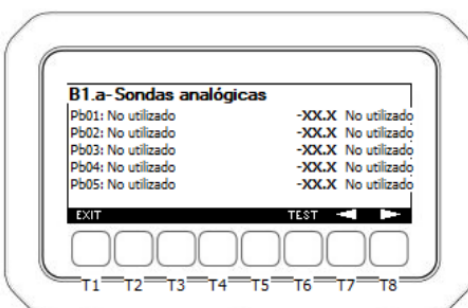 B1.a- Sondas analógicas
Pb01: No utilizado -XX.X No utilizado
Pb02: No utilizado -XX.X No utilizado
Pb03: No utilizado -XX.X No utilizado
Pb04: No utilizado -XX.X No utilizado
Pb05: No utilizado -XX.X No utilizado
EXIT TEST
T1 T2 T3 T4 T5 T6 T7 T8